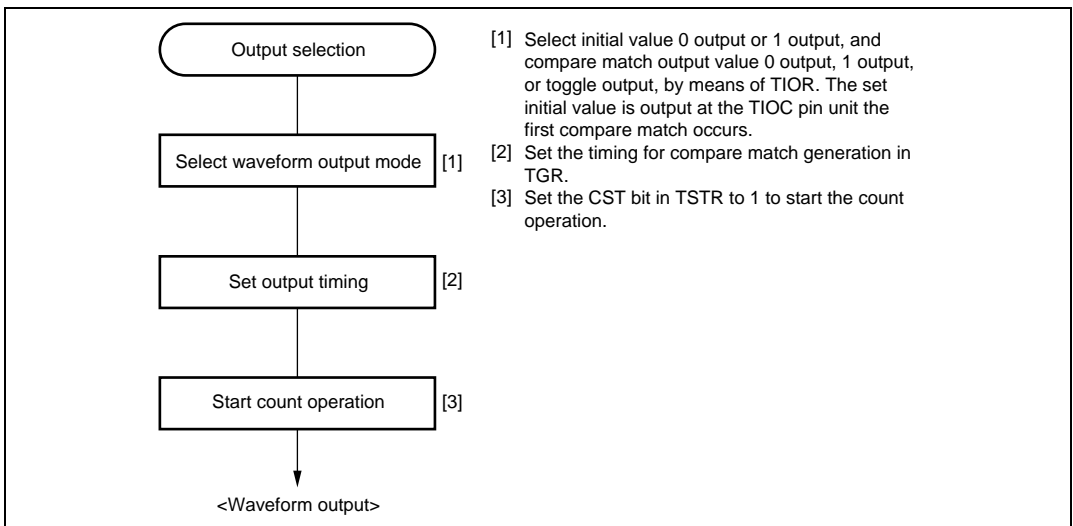 Output selection
Select waveform output mode [1]
Set output timing [2]
Start count operation [3]
<Waveform output>
[1] Select initial value 0 output or 1 output, and
compare match output value 0 output, 1 output,
or toggle output, by means of TIOR. The set
initial value is output at the TIOC pin unit the
first compare match occurs.
[2] Set the timing for compare match generation in
TGR.
[3] Set the CST bit in TSTR to 1 to start the count
operation.